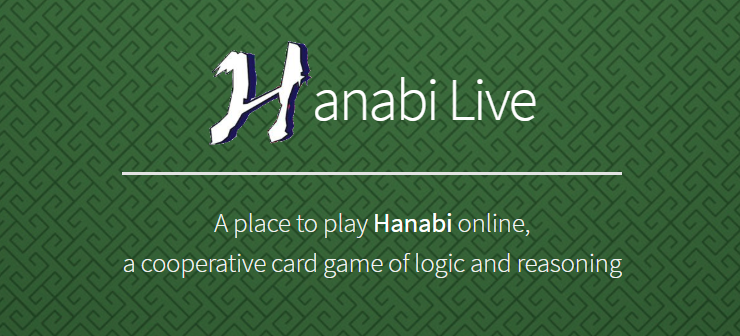 Hanabi Live
A place to play Hanabi online,
a cooperative card game of logic and reasoning